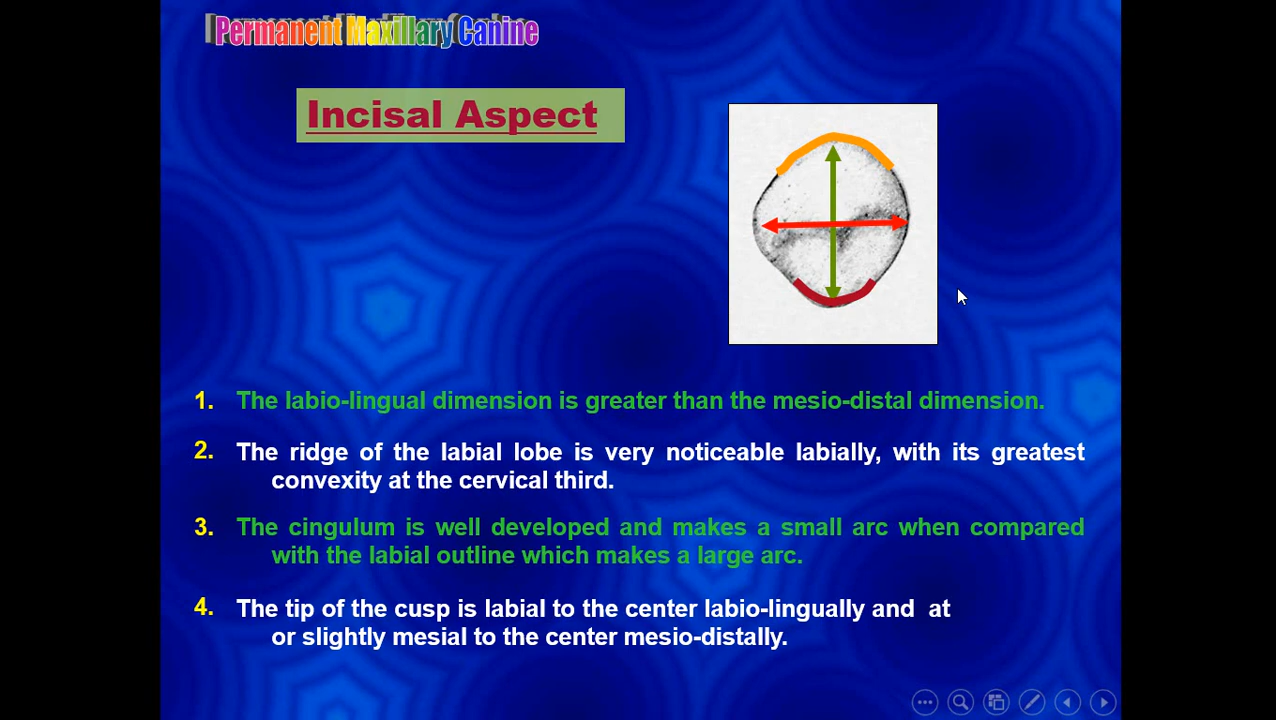 Permanent Maxillary Canine
Incisal Aspect
1. The labio-lingual dimension is greater than the mesio-distal dimension.
2. The ridge of the labial lobe is very noticeable labially, with its greatest
convexity at the cervical third.
3. The cingulum is well developed and makes a small arc when compared
with the labial outline which makes a large arc.
4. The tip of the cusp is labial to the center labio-lingually and at
or slightly mesial to the center mesio-distally.